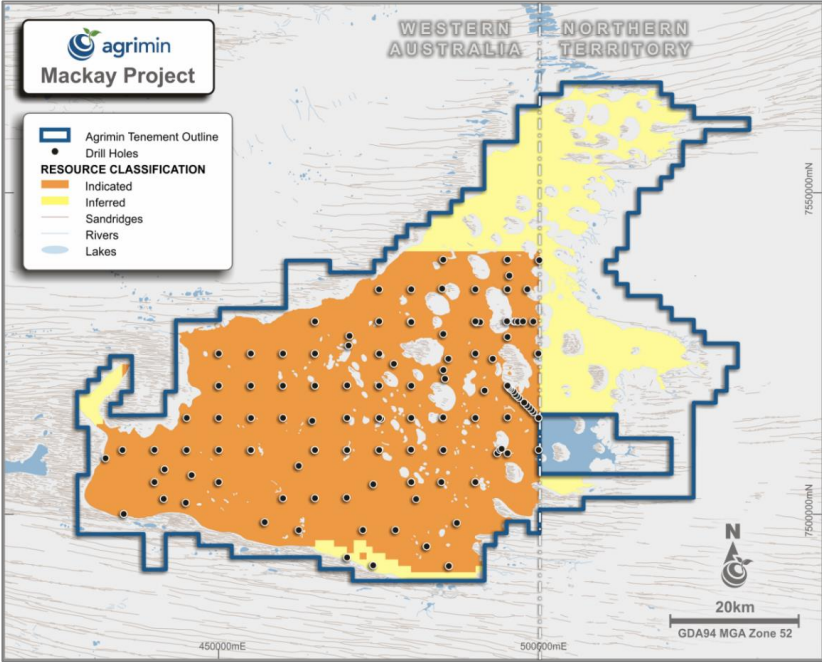 agrimin
Mackay Project
WESTERN
AUSTRALIA
NORTHERN
TERRITORY
Agrimin Tenement Outline
Drill Holes
RESOURCE CLASSIFICATION
Indicated
Inferred
Sandridges
Rivers
Lakes
7550000mN
7500000mN
N
20km
GDA94 MGA Zone 52
450000mE
500000mE